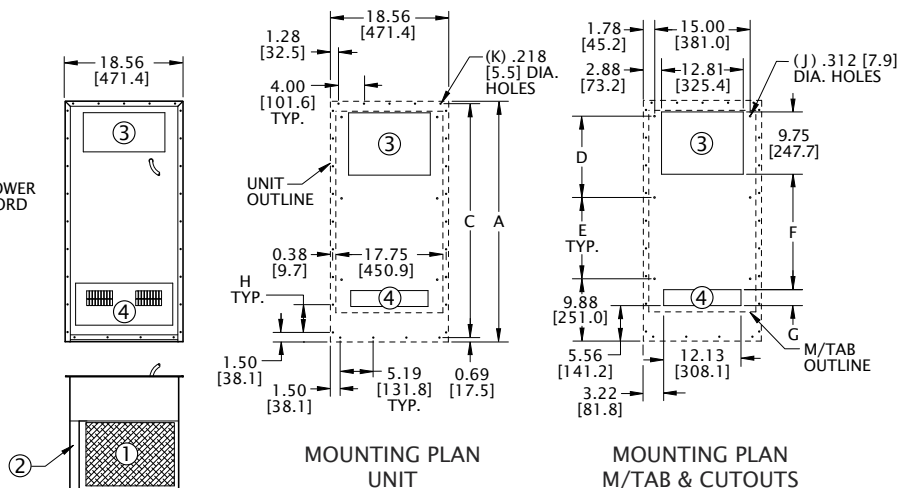 18.56
[471.4]
③
④
OWER
ORD
②
①
18.56
[471.4]
1.28
[32.5]
4.00
[101.6]
TYP.
(K) .218
[5.5] DIA.
HOLES
③
UNIT
OUTLINE
C
A
0.38
[9.7]
17.75
[450.9]
H
TYP.
④
1.50
[38.1]
1.50
[38.1]
5.19
[131.8]
TYP.
0.69
[17.5]
MOUNTING PLAN
UNIT
1.78
[45.2]
15.00
[381.0]
2.88
[73.2]
12.81
[325.4]
(J) .312 [7.9]
DIA. HOLES
③
9.75
[247.7]
D
E
TYP.
F
9.88
[251.0]
④
G
5.56
[141.2]
12.13
[308.1]
M/TAB
OUTLINE
3.22
[81.8]
MOUNTING PLAN
M/TAB & CUTOUTS